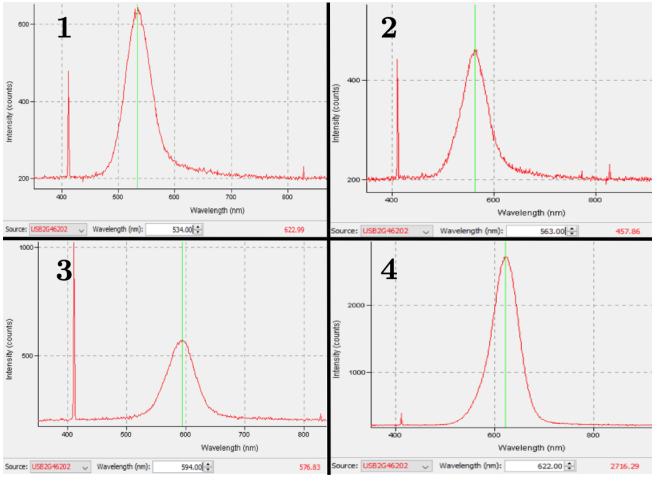 1
600
400
200
Intensity (counts)
400 500 600 700 800
Wavelength (nm)
Source: USB2G46202 Wavelength (nm): 534.00 622.99
2
400
200
Intensity (counts)
400 600 800
Wavelength (nm)
Source: USB2G46202 Wavelength (nm): 563.00 457.86
3
1000
500
Intensity (counts)
400 500 600 700 800
Wavelength (nm)
Source: USB2G46202 Wavelength (nm): 594.00 576.83
4
2000
1000
Intensity (counts)
400 600 800
Wavelength (nm)
Source: USB2G46202 Wavelength (nm): 622.00 2716.29